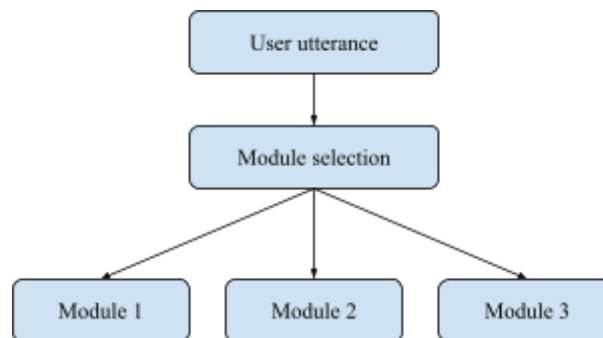 User utterance
Module selection
Module 1
Module 2
Module 3